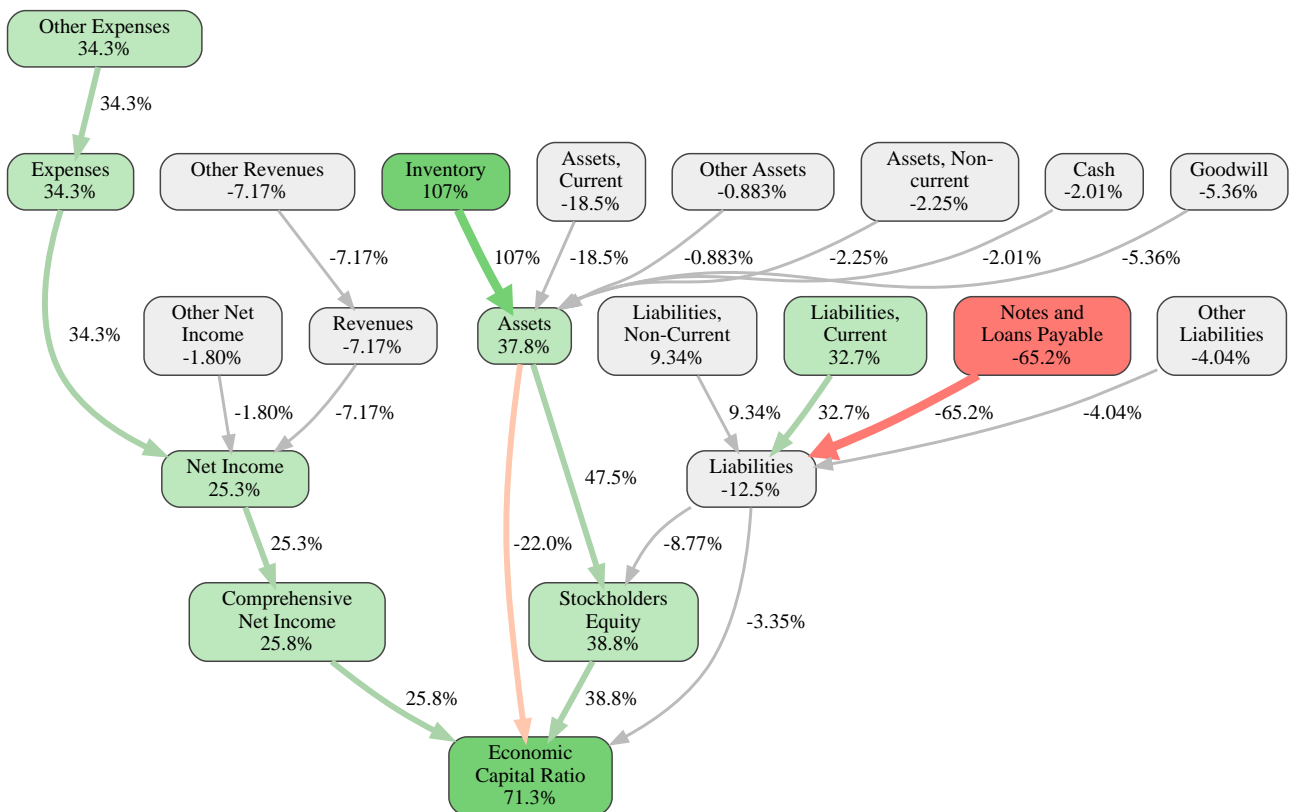 Other Expenses
34.3%
34.3%
Expenses
34.3%
Other Revenues
-7.17%
Inventory
107%
Assets,
Current
-18.5%
Other Assets
-0.883%
Assets, Non-
current
-2.25%
Cash
-2.01%
Goodwill
-5.36%
-7.17%
107%
-18.5%
-0.883%
-2.25%
-2.01%
-5.36%
34.3%
Other Net
Income
-1.80%
Revenues
-7.17%
Assets
37.8%
Liabilities,
Non-Current
9.34%
Liabilities,
Current
32.7%
Notes and
Loans Payable
-65.2%
Other
Liabilities
-4.04%
-1.80%
-7.17%
9.34%
32.7%
-65.2%
-4.04%
Net Income
25.3%
47.5%
Liabilities
-12.5%
25.3%
-22.0%
-8.77%
Comprehensive
Net Income
25.8%
Stockholders
Equity
38.8%
-3.35%
25.8%
38.8%
Economic
Capital Ratio
71.3%